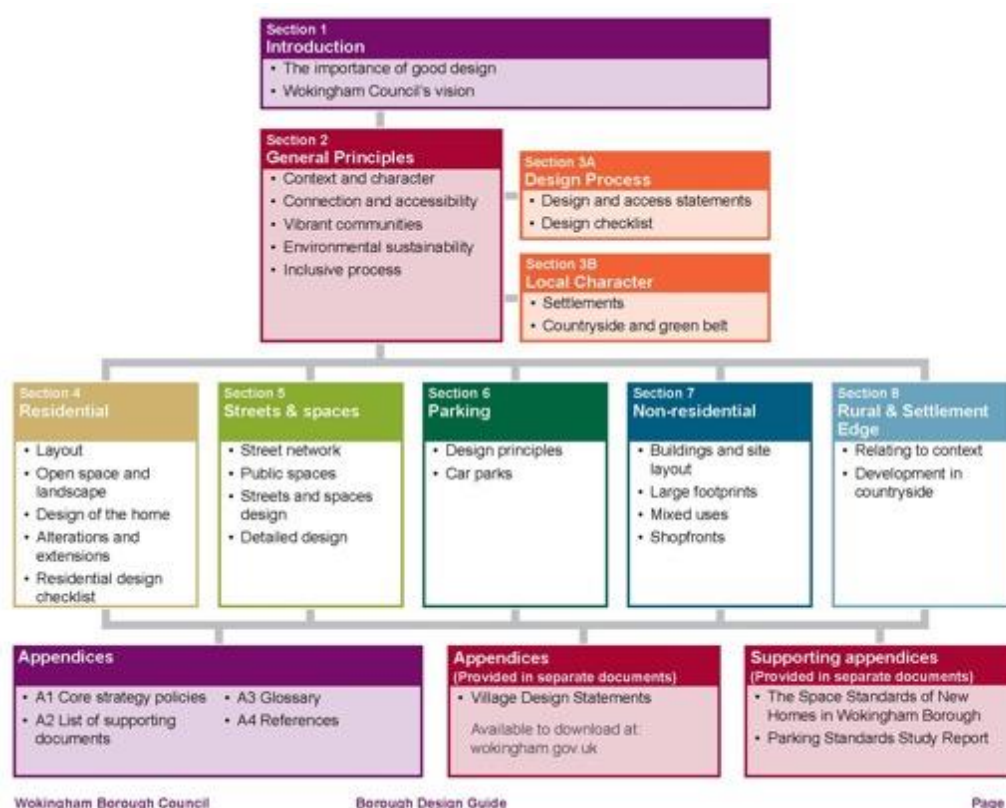 Section 1
Introduction
• The importance of good design
• Wokingham Council's vision
Section 2
General Principles
• Context and character
• Connection and accessibility
• Vibrant communities
• Environmental sustainability
• Inclusive process
Section 3A
Design Process
• Design and access statements
• Design checklist
Section 3B
Local Character
• Settlements
• Countryside and green belt
Section 4
Residential
• Layout
• Open space and
landscape
• Design of the home
• Alterations and
extensions
• Residential design
checklist
Section 5
Streets & spaces
• Street network
• Public spaces
• Streets and spaces
design
• Detailed design
Section 6
Parking
• Design principles
• Car parks
Section 7
Non-residential
• Buildings and site
layout
• Large footprints
• Mixed uses
• Shopfronts
Section 8
Rural & Settlement
Edge
• Relating to context
• Development in
countryside
Appendices
• A1 Core strategy policies
• A2 List of supporting
documents
• A3 Glossary
• A4 References
Appendices
(Provided in separate documents)
• Village Design Statements
Available to download at:
wokingham.gov.uk
Supporting appendices
(Provided in separate documents)
• The Space Standards of New
Homes in Wokingham Borough
• Parking Standards Study Report
Wokingham Borough Council
Borough Design Guide
Page